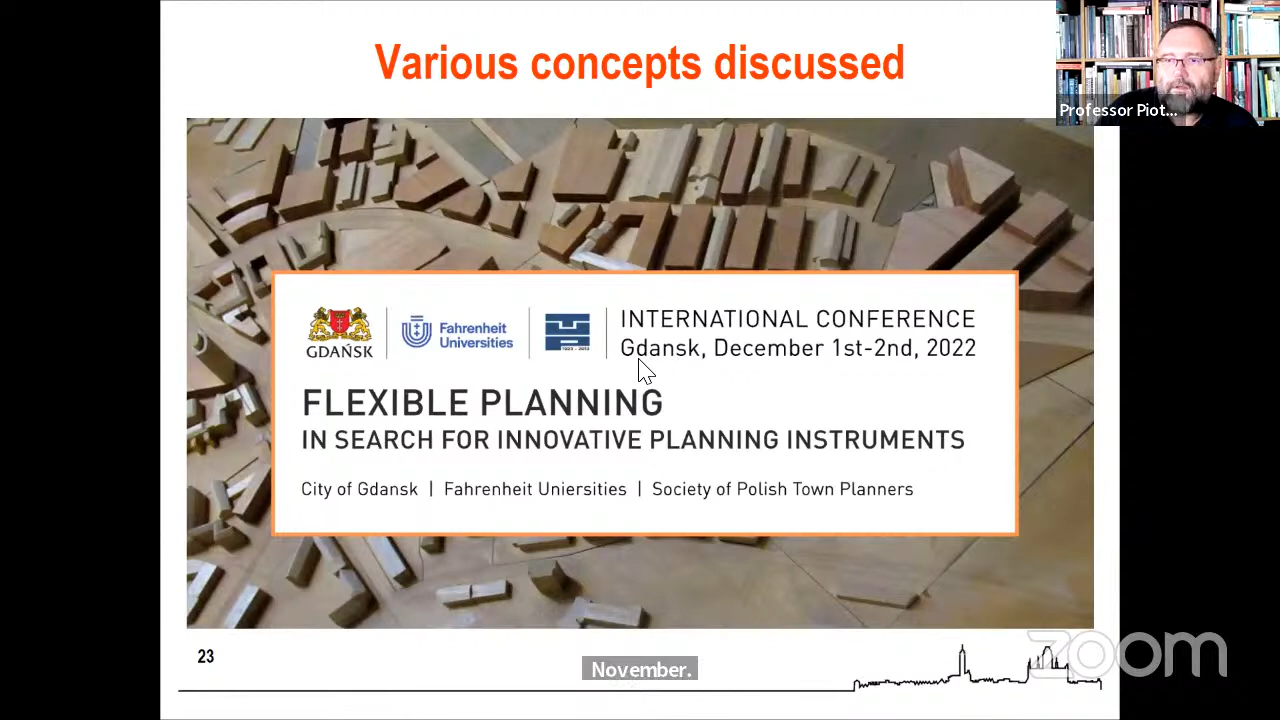 Various concepts discussed
Professor Piot...
GDAŃSK
Fahrenheit
Universities
INTERNATIONAL CONFERENCE
Gdansk, December 1st-2nd, 2022
FLEXIBLE PLANNING
IN SEARCH FOR INNOVATIVE PLANNING INSTRUMENTS
City of Gdansk | Fahrenheit Uniersities | Society of Polish Town Planners
23
November.
zoom